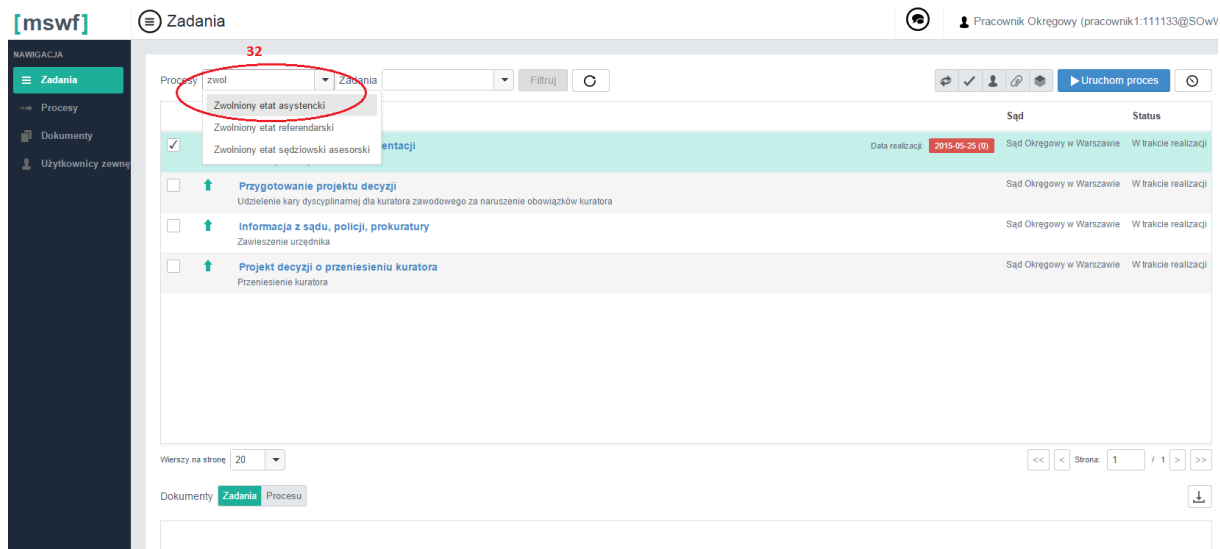 [mswf]
Zadania
Pracownik Okręgowy (pracownik1:111133@SOwW
NAWIGACJA
Zadania
Procesy
Dokumenty
Użytkownicy zewnę
32
Procesy zwol Zadania Filtruj Uruchom proces
Zwolniony etat asystencki
Zwolniony etat referendarski
Zwolniony etat sędziowski asesorski
Sąd Status
entacji Data realizacji: 2015-05-25 (0) Sąd Okręgowy w Warszawie W trakcie realizacji
Przygotowanie projektu decyzji Sąd Okręgowy w Warszawie W trakcie realizacji
Udzielenie kary dyscyplinarnej dla kuratora zawodowego za naruszenie obowiązków kuratora
Informacja z sądu, policji, prokuratury Sąd Okręgowy w Warszawie W trakcie realizacji
Zawieszenie urzędnika
Projekt decyzji o przeniesieniu kuratora Sąd Okręgowy w Warszawie W trakcie realizacji
Przeniesienie kuratora
Wierszy na stronę 20 << < Strona: 1 / 1 > >>
Dokumenty Zadania Procesu